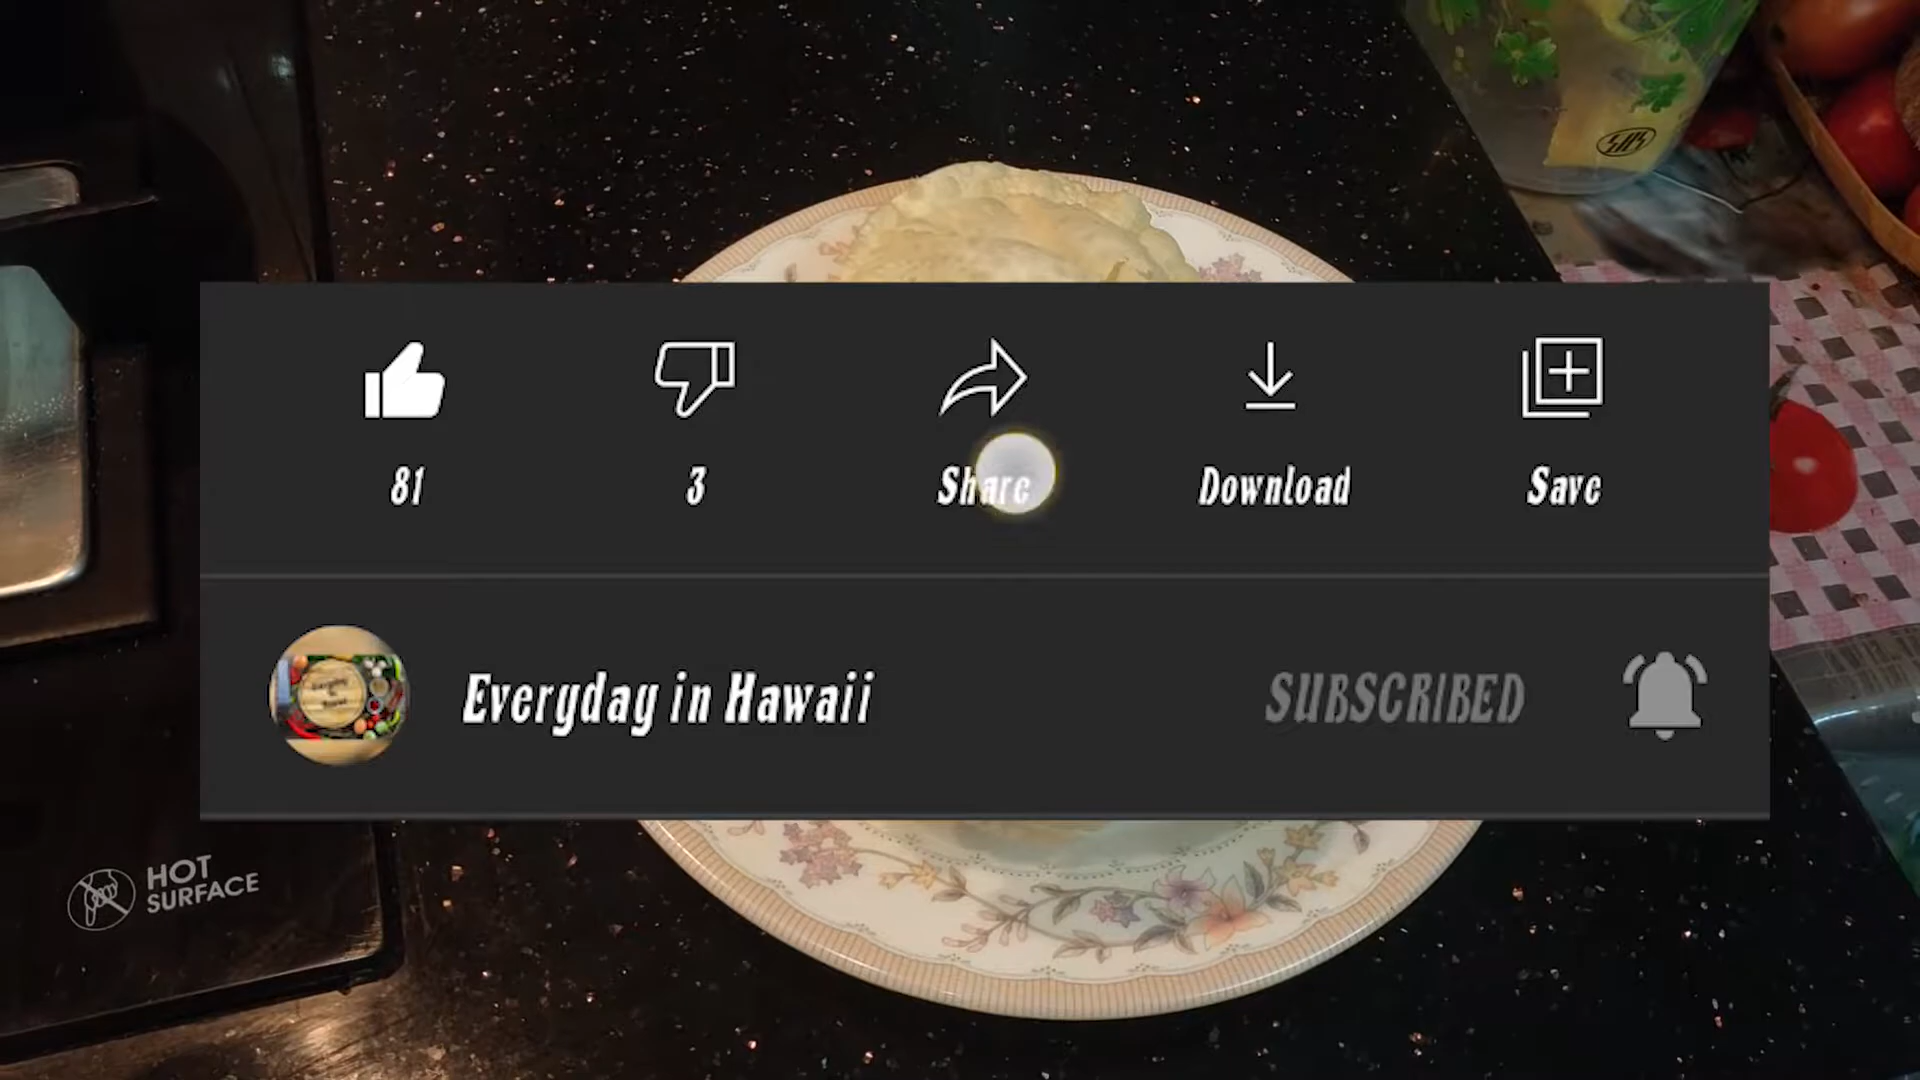 81
3
Share
Download
Save
Everyday in Hawaii
SUBSCRIBED
HOT
SURFACE